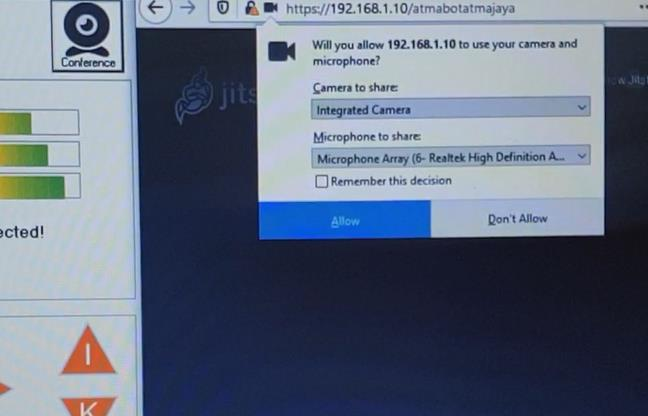 Conference
https://192.168.1.10/atmabotatmajaya
Will you allow 192.168.1.10 to use your camera and
microphone?
Camera to share:
Integrated Camera
Microphone to share:
Microphone Array (6- Realtek High Definition A...
Remember this decision
Allow
Don't Allow
jits
ected!
I
K